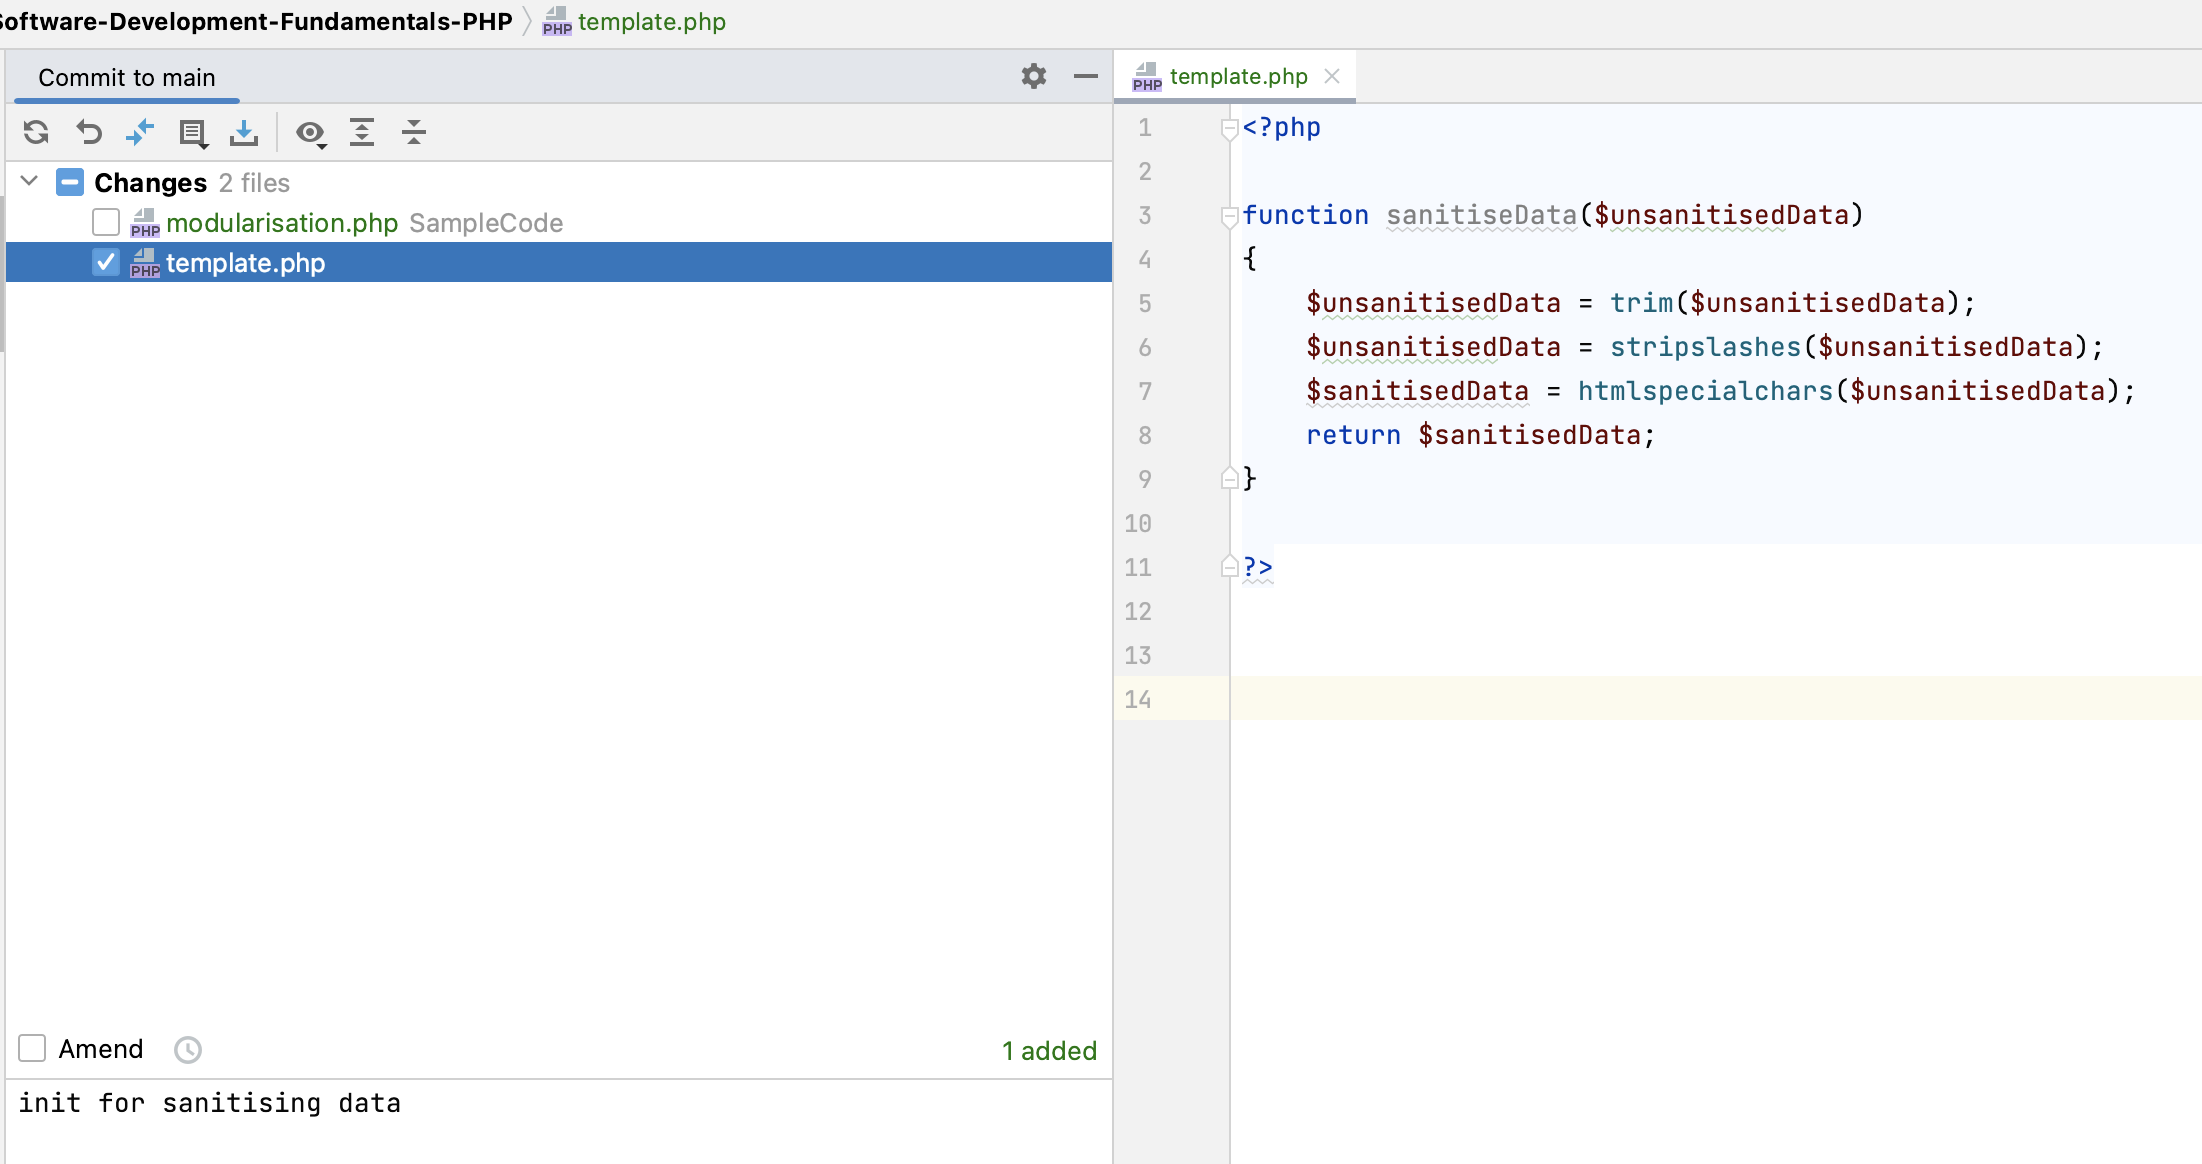 Software-Development-Fundamentals-PHP PHP template.php
Commit to main
PHP template.php
Changes 2 files
PHP modularisation.php SampleCode
PHP template.php
1 <?php
2
3 function sanitiseData($unsanitisedData)
4 {
5 $unsanitisedData = trim($unsanitisedData);
6 $unsanitisedData = stripslashes($unsanitisedData);
7 $sanitisedData = htmlspecialchars($unsanitisedData);
8 return $sanitisedData;
9 }
10
11 ?>
12
13
14
Amend
1 added
init for sanitising data